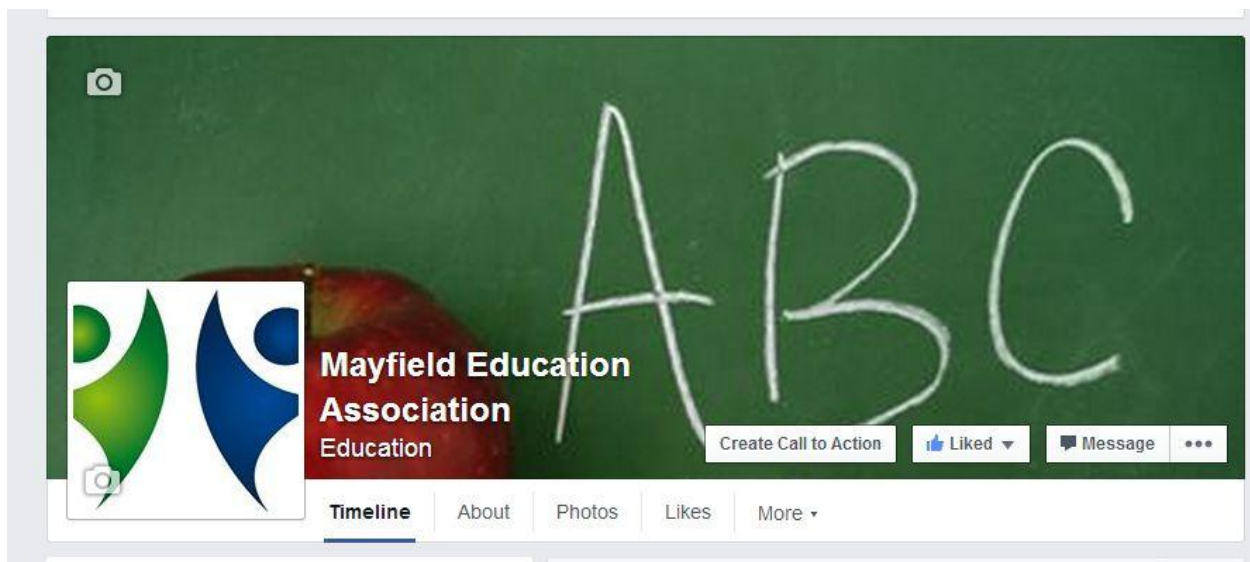 ABC
Mayfield Education
Association
Education
Create Call to Action
Liked
Message
Timeline
About
Photos
Likes
More